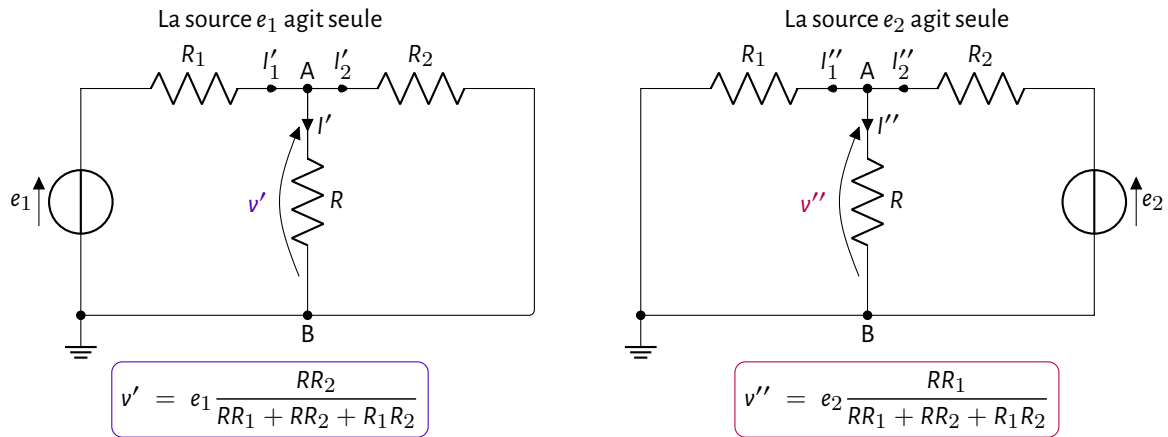 La source e₁ agit seule
R₁ I′₁ A I′₂ R₂
I′
e₁ v′ R
B
v′ = e₁ RR₂ / (RR₁ + RR₂ + R₁R₂)
La source e₂ agit seule
R₁ I′′₁ A I′′₂ R₂
I′′
v′′ R e₂
B
v′′ = e₂ RR₁ / (RR₁ + RR₂ + R₁R₂)